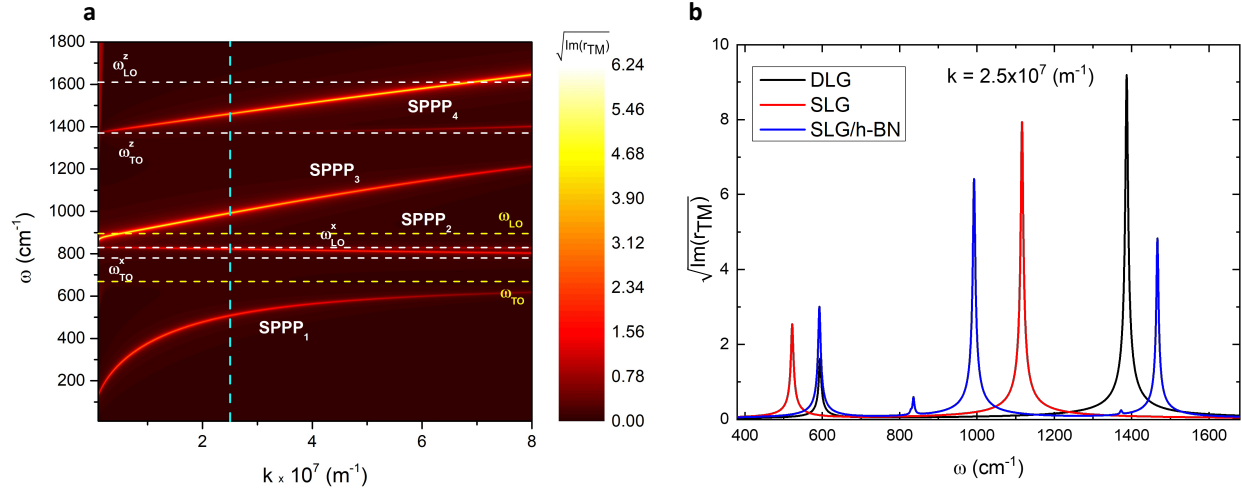 a
1800
1600
1400
1200
1000
800
600
400
200
ω (cm⁻¹)
ω_LO^z
ω_TO^z
ω_LO^x
ω_TO^x
SPPP₄
SPPP₃
SPPP₂
ω_LO
ω_TO
SPPP₁
2
4
6
8
k × 10⁷ (m⁻¹)
√Im(r_TM)
6.24
5.46
4.68
3.90
3.12
2.34
1.56
0.78
0.00
b
10
8
6
4
2
0
√Im(r_TM)
DLG
SLG
SLG/h-BN
k = 2.5x10⁷ (m⁻¹)
400
600
800
1000
1200
1400
1600
ω (cm⁻¹)